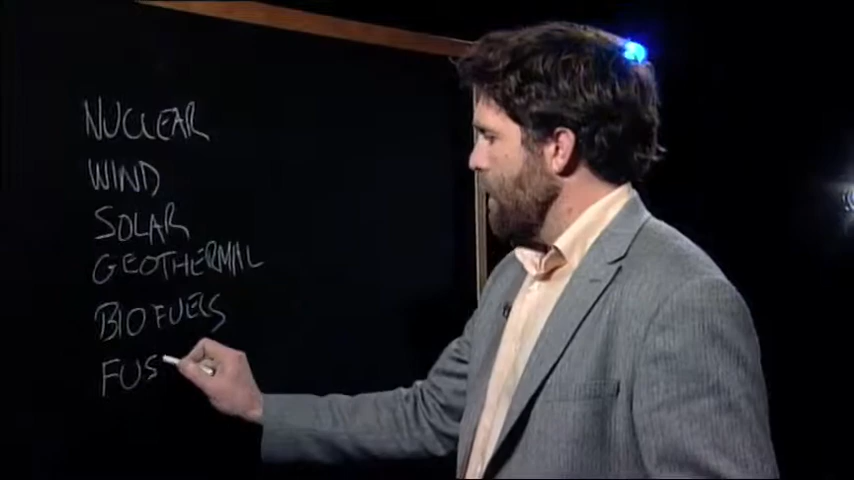 NUCLEAR
WIND
SOLAR
GEOTHERMAL
BIOFUELS
FUS